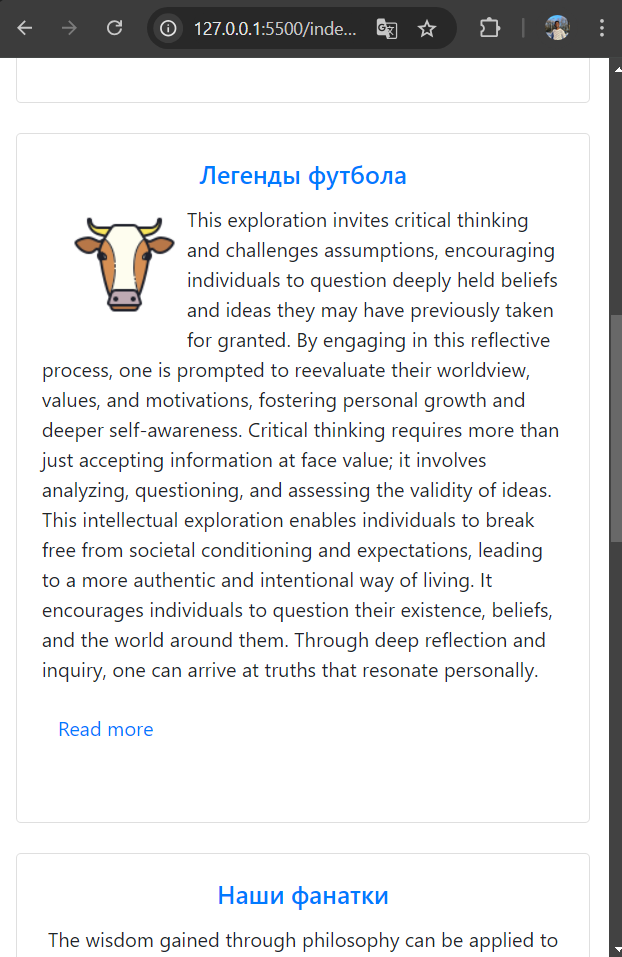 127.0.0.1:5500/inde...
Легенды футбола
This exploration invites critical thinking
and challenges assumptions, encouraging
individuals to question deeply held beliefs
and ideas they may have previously taken
for granted. By engaging in this reflective
process, one is prompted to reevaluate their worldview,
values, and motivations, fostering personal growth and
deeper self-awareness. Critical thinking requires more than
just accepting information at face value; it involves
analyzing, questioning, and assessing the validity of ideas.
This intellectual exploration enables individuals to break
free from societal conditioning and expectations, leading
to a more authentic and intentional way of living. It
encourages individuals to question their existence, beliefs,
and the world around them. Through deep reflection and
inquiry, one can arrive at truths that resonate personally.
Read more
Наши фанатки
The wisdom gained through philosophy can be applied to